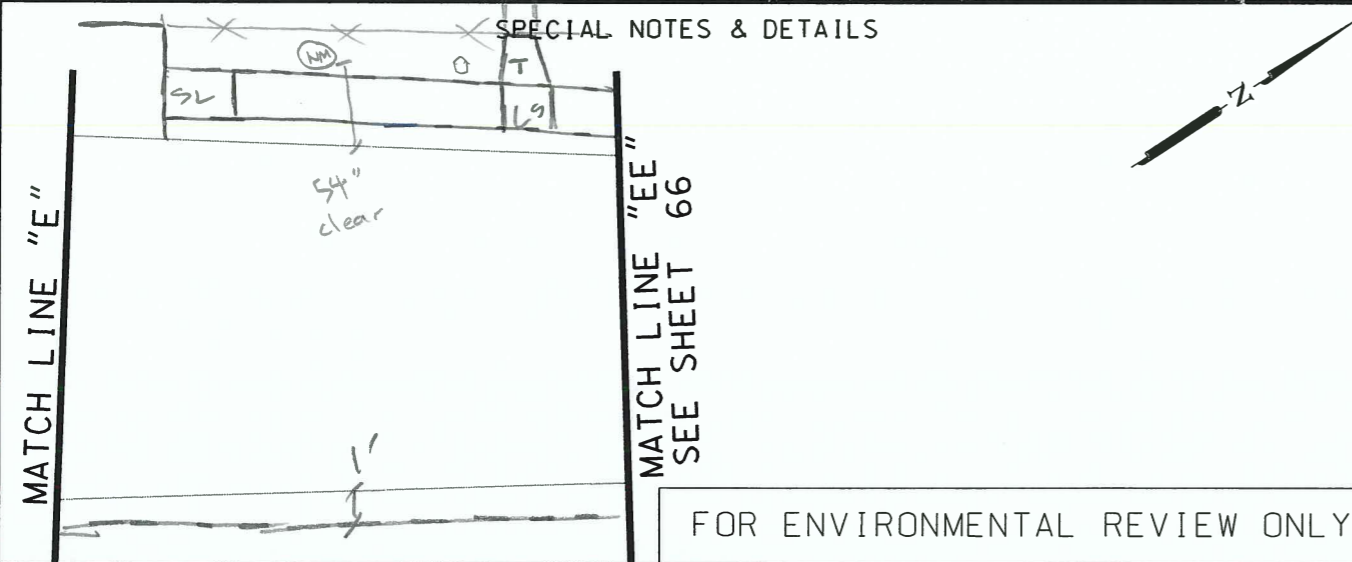 SPECIAL NOTES & DETAILS
NM
O
T
SL
LS
54"
clear
N
MATCH LINE "E"
MATCH LINE "EE"
SEE SHEET 66
1'
FOR ENVIRONMENTAL REVIEW ONLY